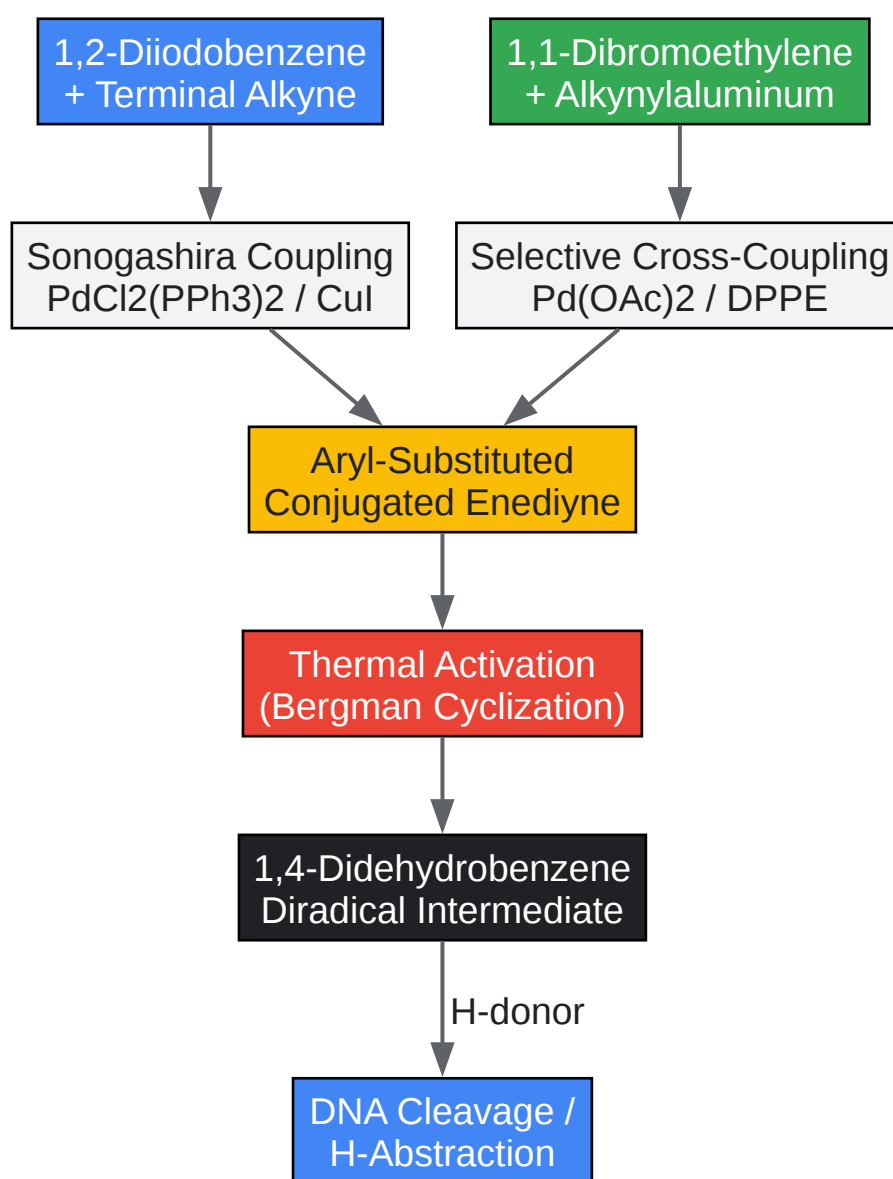 1,2-Diiodobenzene
+ Terminal Alkyne
1,1-Dibromoethylene
+ Alkynylaluminum
Sonogashira Coupling
PdCl2(PPh3)2 / CuI
Selective Cross-Coupling
Pd(OAc)2 / DPPE
Aryl-Substituted
Conjugated Enediyne
Thermal Activation
(Bergman Cyclization)
1,4-Didehydrobenzene
Diradical Intermediate
H-donor
DNA Cleavage /
H-Abstraction